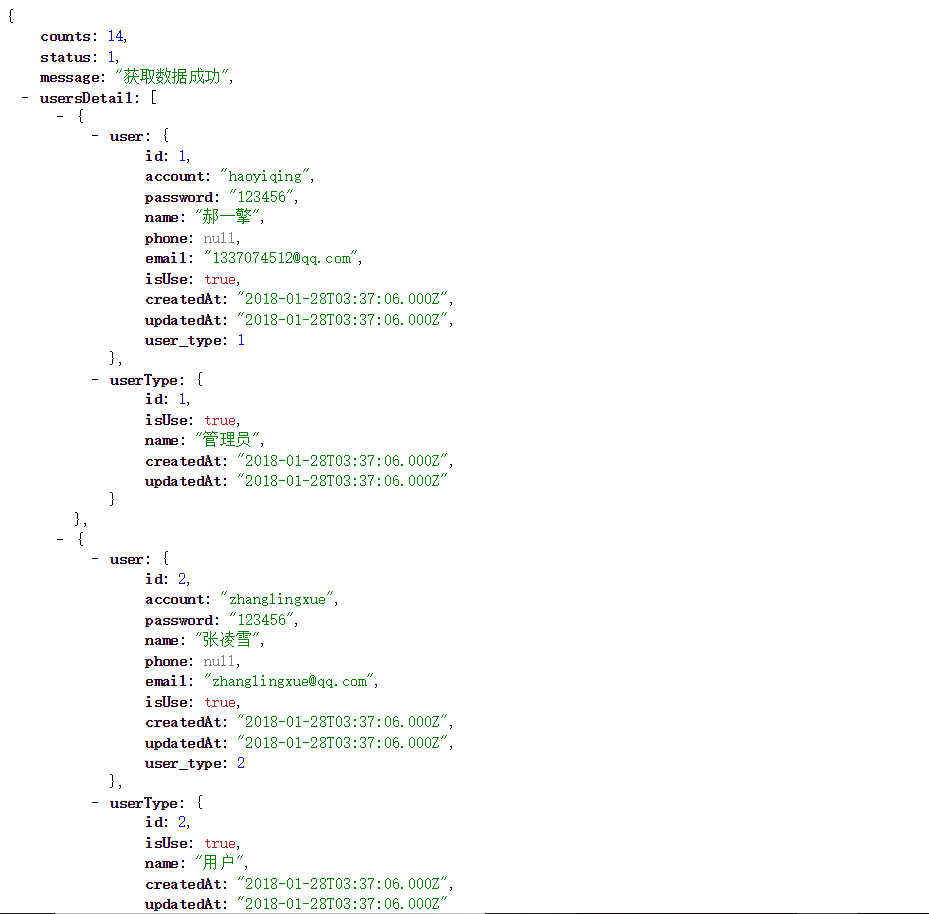 {
counts: 14,
status: 1,
message: "获取数据成功",
- usersDetail: [
- {
- user: {
id: 1,
account: "haoyiqing",
password: "123456",
name: "郝一擎",
phone: null,
email: "1337074512@qq.com",
isUse: true,
createdAt: "2018-01-28T03:37:06.000Z",
updatedAt: "2018-01-28T03:37:06.000Z",
user_type: 1
},
- userType: {
id: 1,
isUse: true,
name: "管理员",
createdAt: "2018-01-28T03:37:06.000Z",
updatedAt: "2018-01-28T03:37:06.000Z"
}
},
- {
- user: {
id: 2,
account: "zhanglingxue",
password: "123456",
name: "张凌雪",
phone: null,
email: "zhanglingxue@qq.com",
isUse: true,
createdAt: "2018-01-28T03:37:06.000Z",
updatedAt: "2018-01-28T03:37:06.000Z",
user_type: 2
},
- userType: {
id: 2,
isUse: true,
name: "用户",
createdAt: "2018-01-28T03:37:06.000Z",
updatedAt: "2018-01-28T03:37:06.000Z"